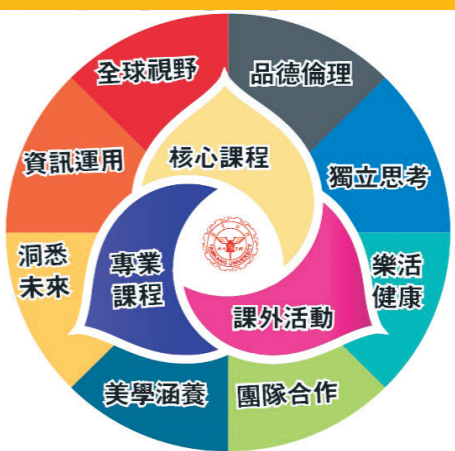 全球視野
品德倫理
資訊運用
核心課程
獨立思考
洞悉
未來
專業
課程
樂活
健康
課外活動
美學涵養
團隊合作
TAMKANG UNIVERSITY